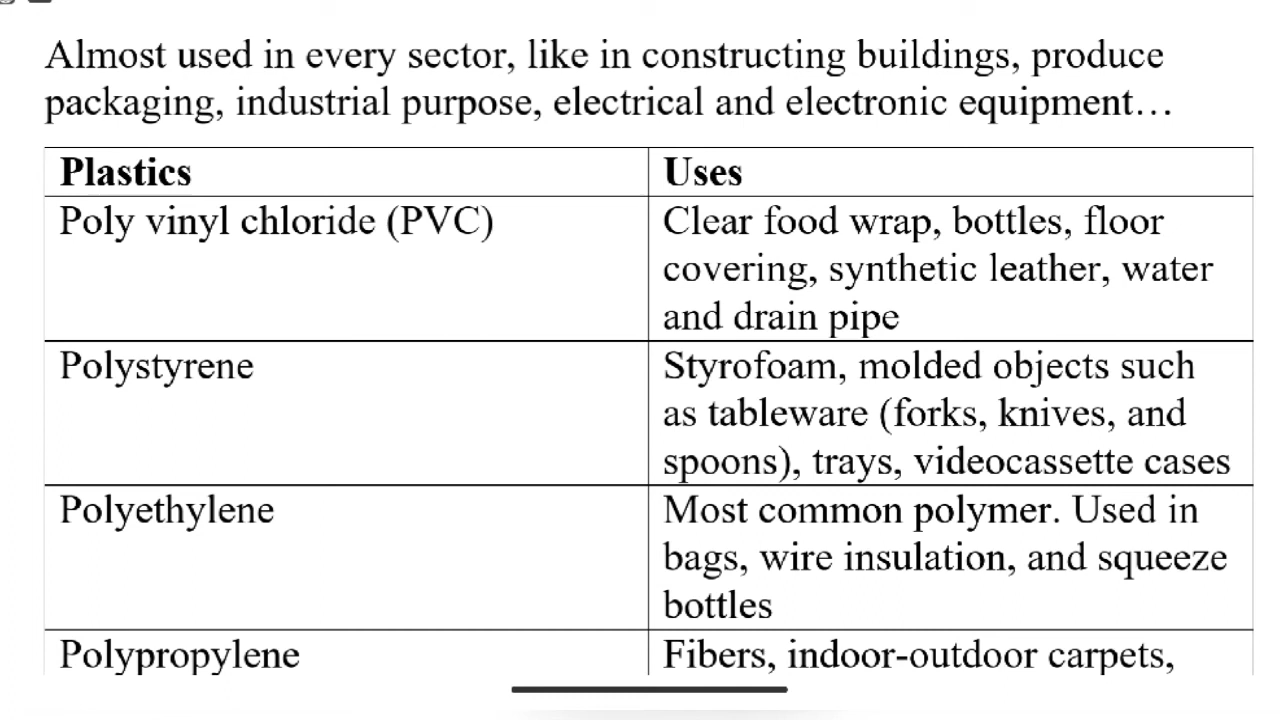 Almost used in every sector, like in constructing buildings, produce
packaging, industrial purpose, electrical and electronic equipment…
Plastics
Uses
Poly vinyl chloride (PVC)
Clear food wrap, bottles, floor
covering, synthetic leather, water
and drain pipe
Polystyrene
Styrofoam, molded objects such
as tableware (forks, knives, and
spoons), trays, videocassette cases
Polyethylene
Most common polymer. Used in
bags, wire insulation, and squeeze
bottles
Polypropylene
Fibers, indoor-outdoor carpets,